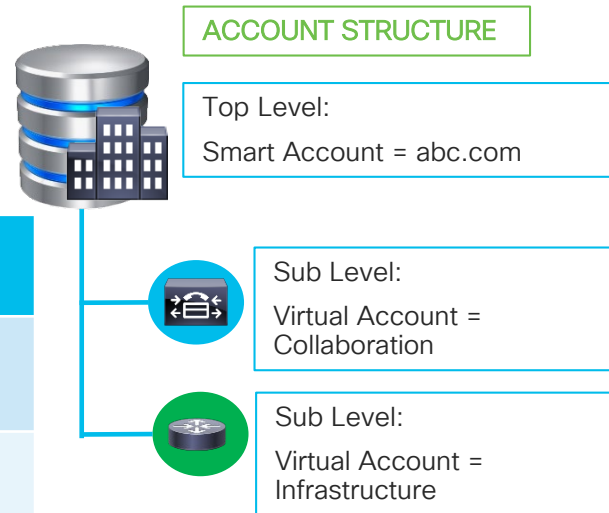 ACCOUNT STRUCTURE
Top Level:
Smart Account = abc.com
Sub Level:
Virtual Account =
Collaboration
Sub Level:
Virtual Account =
Infrastructure